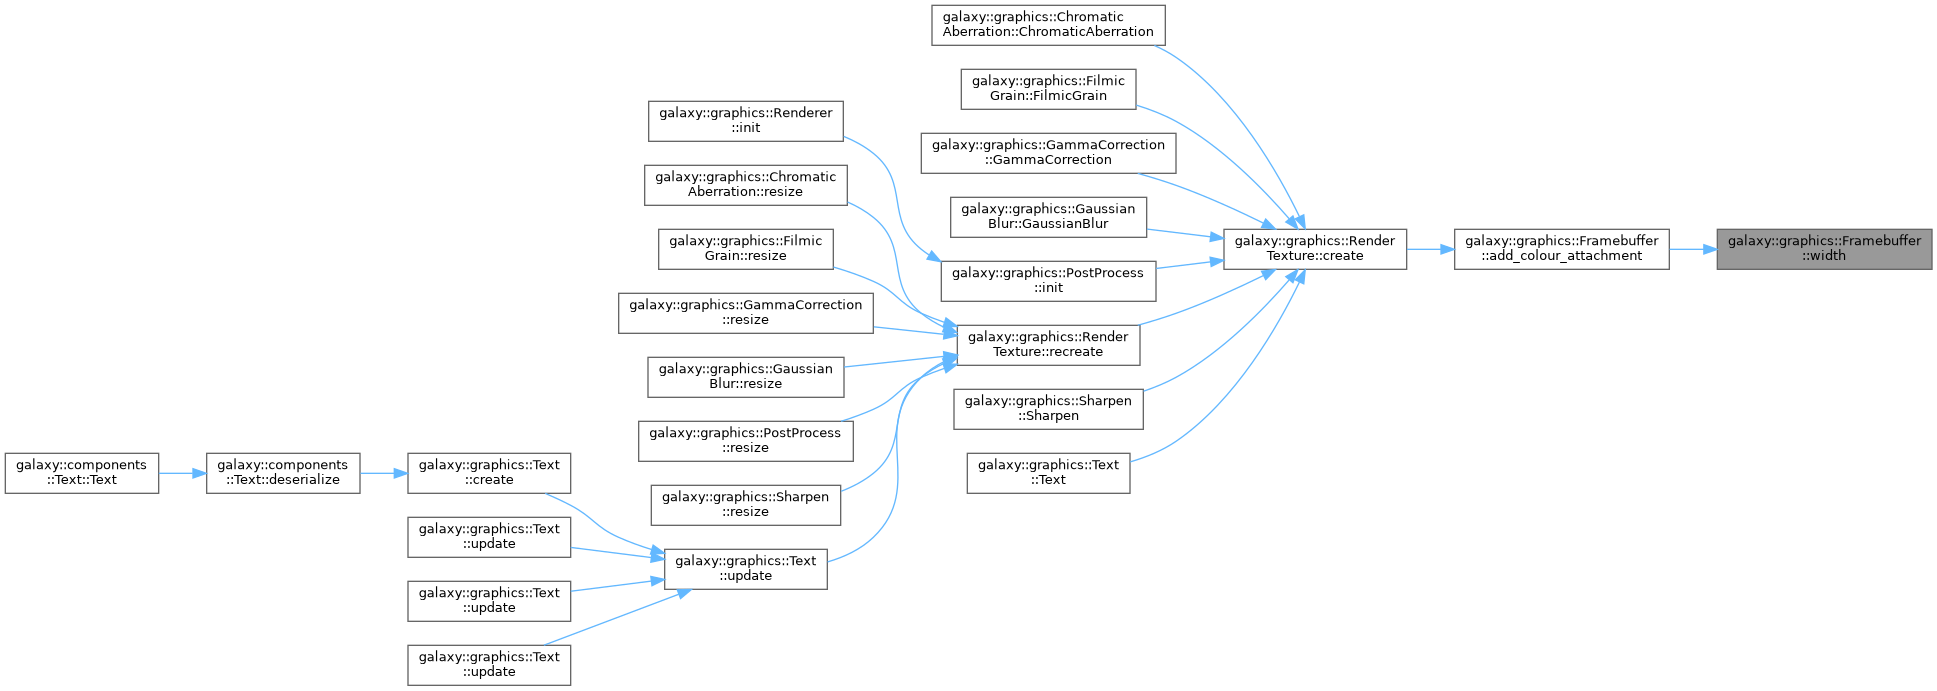 galaxy::graphics::Chromatic
Aberration::ChromaticAberration
galaxy::graphics::Filmic
Grain::FilmicGrain
galaxy::graphics::Renderer
::init
galaxy::graphics::GammaCorrection
::GammaCorrection
galaxy::graphics::Chromatic
Aberration::resize
galaxy::graphics::Gaussian
Blur::GaussianBlur
galaxy::graphics::Filmic
Grain::resize
galaxy::graphics::Render
Texture::create
galaxy::graphics::Framebuffer
::add_colour_attachment
galaxy::graphics::Framebuffer
::width
galaxy::graphics::PostProcess
::init
galaxy::graphics::GammaCorrection
::resize
galaxy::graphics::Render
Texture::recreate
galaxy::graphics::Gaussian
Blur::resize
galaxy::graphics::Sharpen
::Sharpen
galaxy::graphics::PostProcess
::resize
galaxy::components
::Text::Text
galaxy::components
::Text::deserialize
galaxy::graphics::Text
::create
galaxy::graphics::Text
::Text
galaxy::graphics::Sharpen
::resize
galaxy::graphics::Text
::update
galaxy::graphics::Text
::update
galaxy::graphics::Text
::update
galaxy::graphics::Text
::update